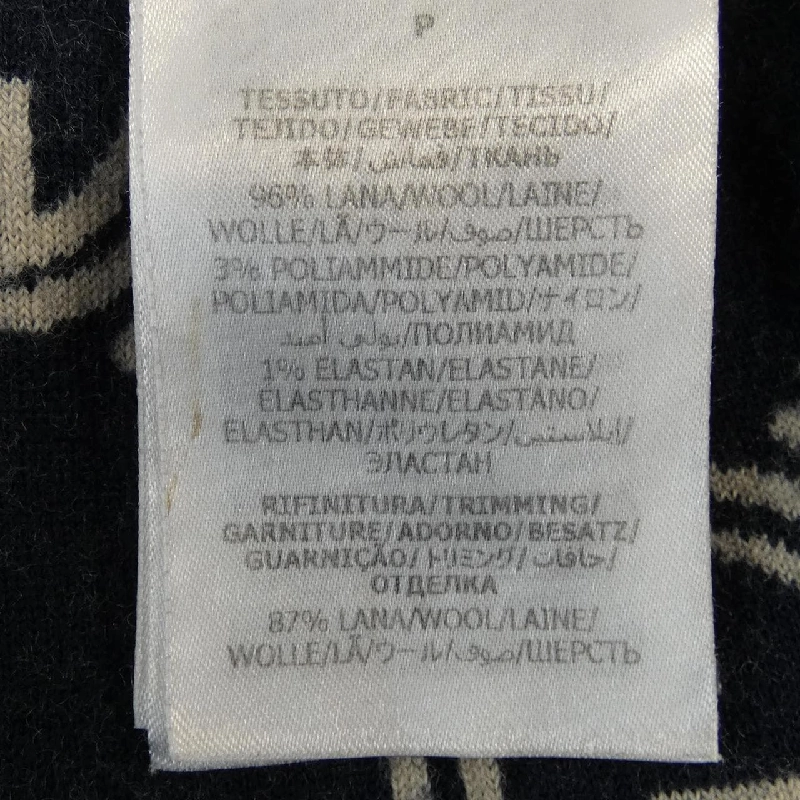 P
TESSUTO/FABRIC/TISSU/
TEJIDO/GEWEBE/TECIDO/
本体/قماش/ТКАНЬ
96% LANA/WOOL/LAINE/
WOLLE/LÃ/ウール/صوف/ШЕРСТЬ
3% POLIAMMIDE/POLYAMIDE/
POLIAMIDA/POLYAMID/ナイロン/
بولي أميد/ПОЛИАМИД
1% ELASTAN/ELASTANE/
ELASTHANNE/ELASTANO/
ELASTHAN/ポリウレタン/إيلاستين/
ЭЛАСТАН
RIFINITURA/TRIMMING/
GARNITURE/ADORNO/BESATZ/
GUARNIÇÃO/トリミング/حافات/
ОТДЕЛКА
87% LANA/WOOL/LAINE/
WOLLE/LÃ/ウール/صوف/ШЕРСТЬ